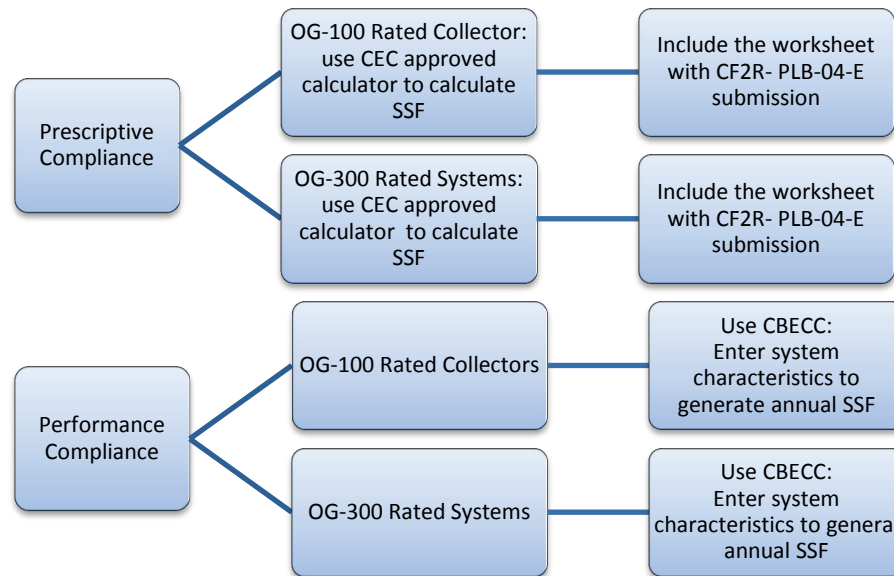 Prescriptive
Compliance
OG-100 Rated Collector:
use CEC approved
calculator to calculate
SSF
Include the worksheet
with CF2R- PLB-04-E
submission
OG-300 Rated Systems:
use CEC approved
calculator  to calculate
SSF
Include the worksheet
with CF2R- PLB-04-E
submission
Performance
Compliance
OG-100 Rated Collectors
Use CBECC:
Enter system
characteristics to
generate annual SSF
OG-300 Rated Systems
Use CBECC:
Enter system
characteristics to genera
annual SSF